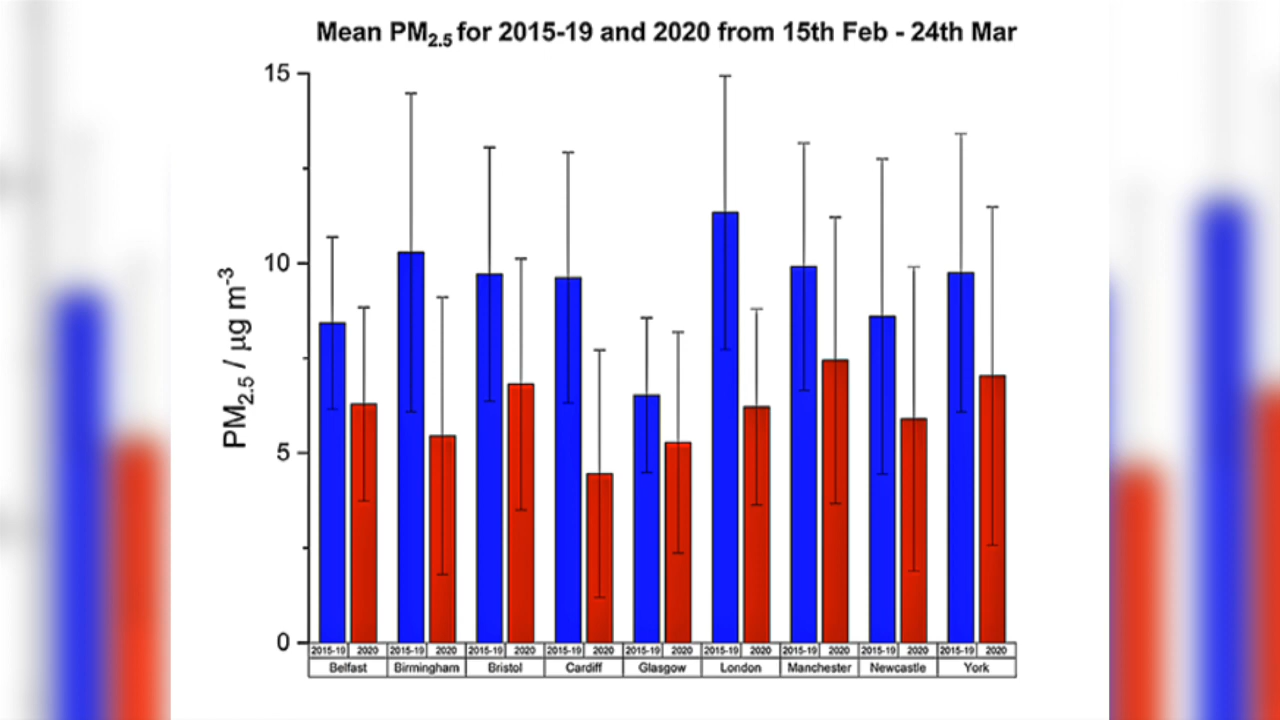 Mean PM2.5 for 2015-19 and 2020 from 15th Feb - 24th Mar
15
10
5
0
PM2.5 / µg m-3
2015-19 2020 2015-19 2020 2015-19 2020 2015-19 2020 2015-19 2020 2015-19 2020 2015-19 2020 2015-19 2020 2015-19 2020
Belfast Birmingham Bristol Cardiff Glasgow London Manchester Newcastle York